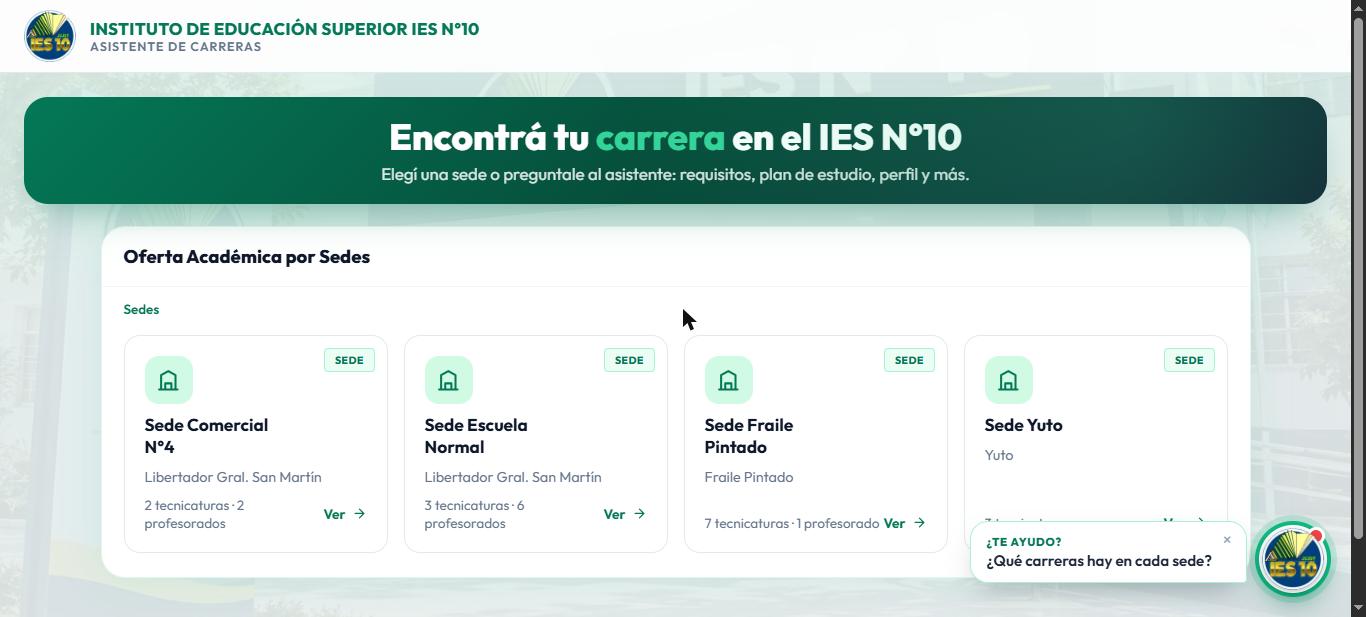 IES 10
INSTITUTO DE EDUCACIÓN SUPERIOR IES N°10
ASISTENTE DE CARRERAS
Encontrá tu carrera en el IES N°10
Elegí una sede o preguntale al asistente: requisitos, plan de estudio, perfil y más.
Oferta Académica por Sedes
Sedes
SEDE
Sede Comercial
N°4
Libertador Gral. San Martín
2 tecnicaturas · 2
profesorados
Ver →
SEDE
Sede Escuela
Normal
Libertador Gral. San Martín
3 tecnicaturas · 6
profesorados
Ver →
SEDE
Sede Fraile
Pintado
Fraile Pintado
7 tecnicaturas · 1 profesorado Ver →
SEDE
Sede Yuto
Yuto
¿TE AYUDO?
×
¿Qué carreras hay en cada sede?
IES 10